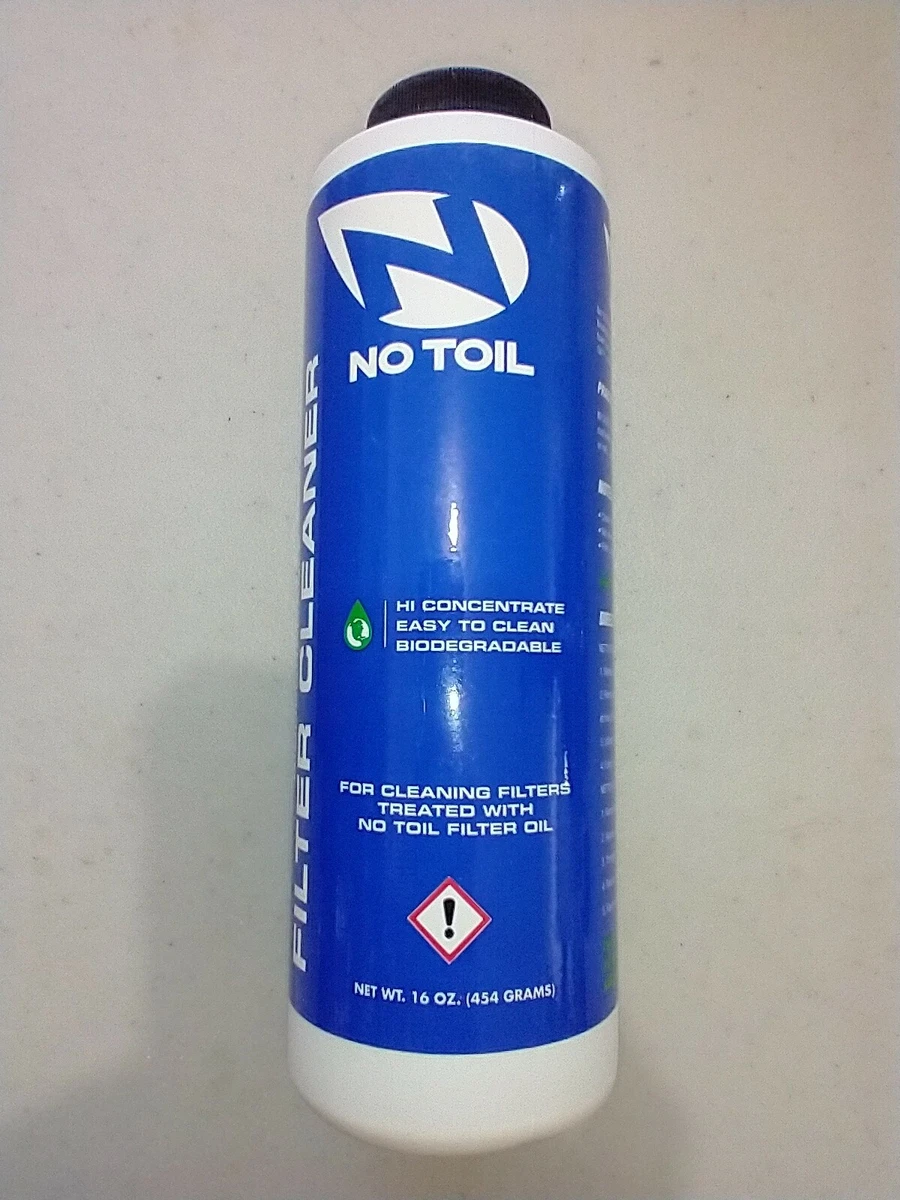 NO TOIL
FILTER CLEANER
HI CONCENTRATE
EASY TO CLEAN
BIODEGRADABLE
FOR CLEANING FILTERS
TREATED WITH
NO TOIL FILTER OIL
NET WT. 16 OZ. (454 GRAMS)